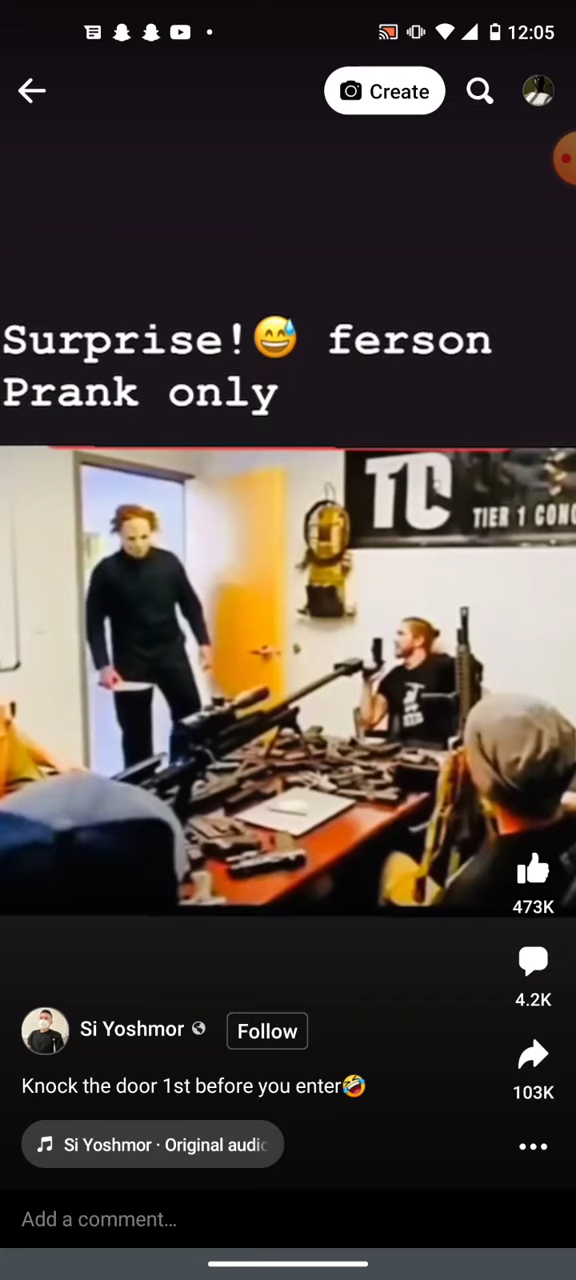 12:05
Create
Surprise!😅 ferson
Prank only
TC
TIER 1 CONC
Si Yoshmor
Follow
Knock the door 1st before you enter🤣
Si Yoshmor · Original audio
Add a comment…
473K
4.2K
103K